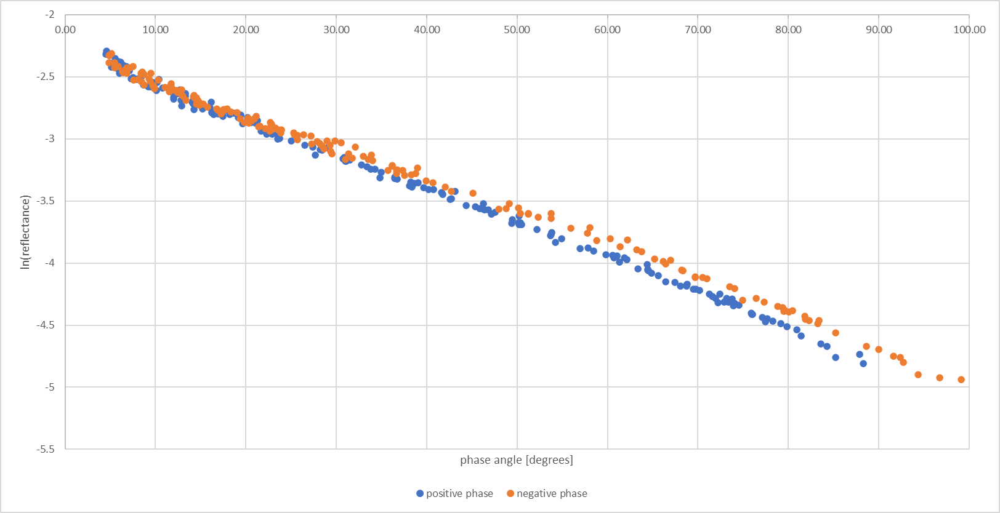 -2
0.00 10.00 20.00 30.00 40.00 50.00 60.00 70.00 80.00 90.00 100.00
-2.5
-3
-3.5
-4
-4.5
-5
-5.5
ln(reflectance)
phase angle [degrees]
positive phase negative phase